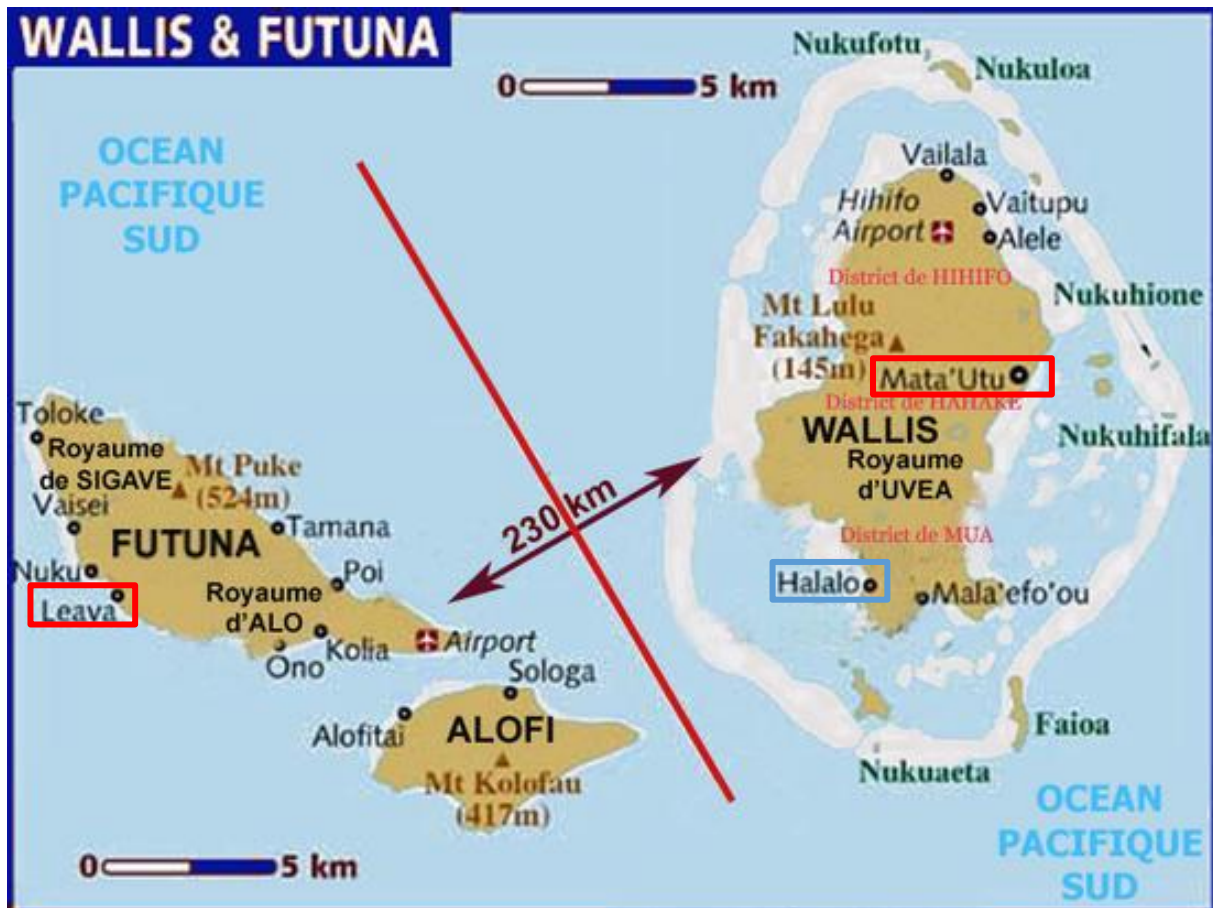 WALLIS & FUTUNA
0 5 km
Nukufotu
Nukuloa
OCEAN
PACIFIQUE
SUD
Vailala
Hihifo
Airport
Vaitupu
Alele
District de HIHIFO
Nukuhione
Mt Lulu
Fakahega
(145m)
Mata'Utu
District de HAHAKE
WALLIS
Royaume
d'UVEA
Nukuhifala
Toloke
Royaume
de SIGAVE
Mt Puke
(524m)
Vaisei
Tamana
FUTUNA
230 km
District de MUA
Nuku
Poi
Halalo
Mala'efo'ou
Leava
Royaume
d'ALO
Ono
Kolia
Airport
Sologa
Alofitai
ALOFI
Mt Kolofau
(417m)
Faioa
Nukuaeta
OCEAN
PACIFIQUE
SUD
0 5 km